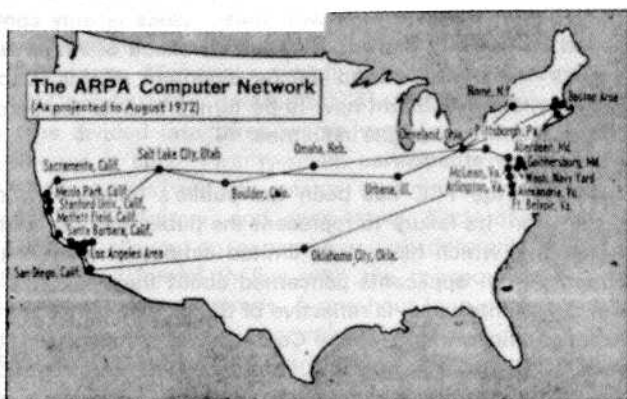 The ARPA Computer Network
(As projected to August 1972)
Rome, N.Y.
Boston Area
Cleveland, Ohio
Pittsburgh, Pa.
Aberdeen, Md.
Gaithersburg, Md.
Wash. Navy Yard
McLean, Va.
Arlington, Va.
Alexandria, Va.
Ft. Belvoir, Va.
Sacramento, Calif.
Salt Lake City, Utah
Omaha, Neb.
Boulder, Colo.
Urbana, Ill.
Menlo Park, Calif.
Stanford Univ., Calif.
Moffett Field, Calif.
Santa Barbara, Calif.
Los Angeles Area
San Diego, Calif.
Oklahoma City, Okla.